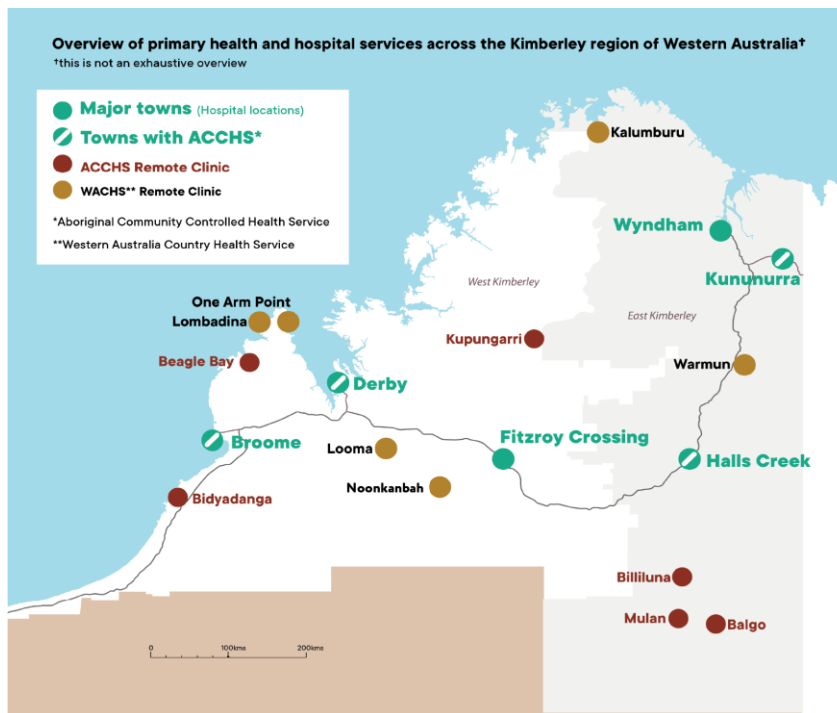 Overview of primary health and hospital services across the Kimberley region of Western Australia†
†this is not an exhaustive overview
Major towns (Hospital locations)
Towns with ACCHS*
ACCHS Remote Clinic
WACHS** Remote Clinic
*Aboriginal Community Controlled Health Service
**Western Australia Country Health Service
Kalumburu
Wyndham
Kununurra
West Kimberley
One Arm Point
Lombadina
East Kimberley
Kupungarri
Beagle Bay
Warmun
Derby
Broome
Fitzroy Crossing
Looma
Halls Creek
Noonkanbah
Bidyadanga
Billiluna
Mulan
Balgo
0 100kms 200kms